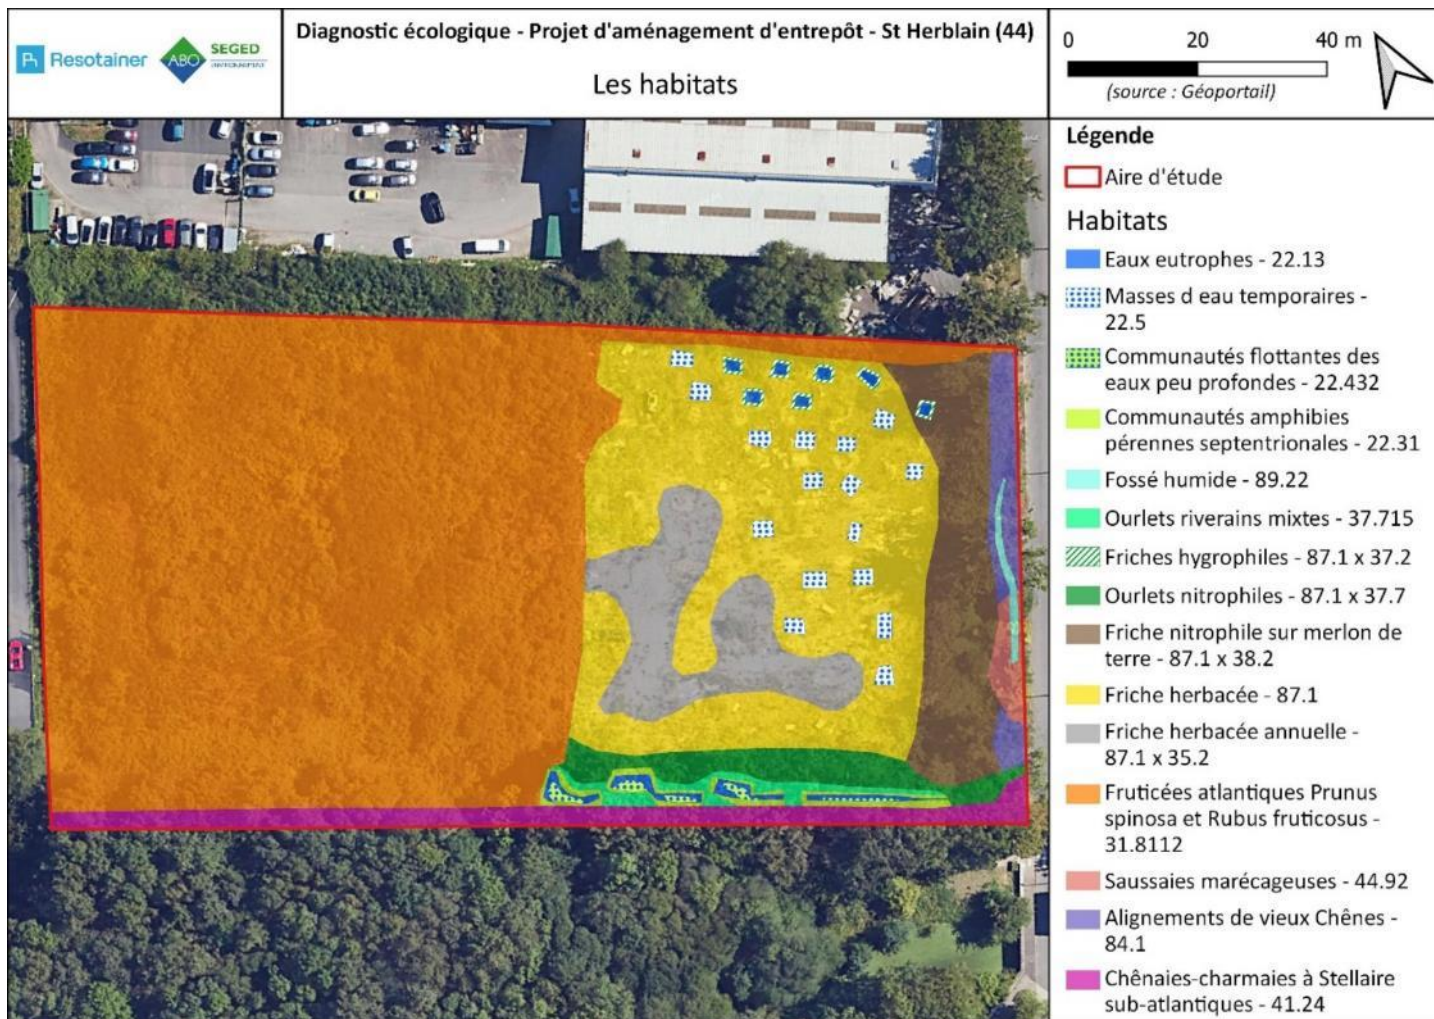 Resotainer
ABO
SEGED
ENVIRONNEMENT
Diagnostic écologique - Projet d'aménagement d'entrepôt - St Herblain (44)
Les habitats
0 20 40 m
(source : Géoportail)
Légende
Aire d'étude
Habitats
Eaux eutrophes - 22.13
Masses d eau temporaires -
22.5
Communautés flottantes des
eaux peu profondes - 22.432
Communautés amphibies
pérennes septentrionales - 22.31
Fossé humide - 89.22
Ourlets riverains mixtes - 37.715
Friches hygrophiles - 87.1 x 37.2
Ourlets nitrophiles - 87.1 x 37.7
Friche nitrophile sur merlon de
terre - 87.1 x 38.2
Friche herbacée - 87.1
Friche herbacée annuelle -
87.1 x 35.2
Fruticées atlantiques Prunus
spinosa et Rubus fruticosus -
31.8112
Saussaies marécageuses - 44.92
Alignements de vieux Chênes -
84.1
Chênaies-charmaies à Stellaire
sub-atlantiques - 41.24